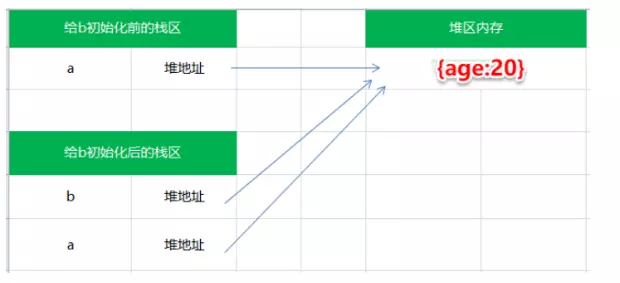 给b初始化前的栈区 堆区内存
a 堆地址 {age:20}
给b初始化后的栈区
b 堆地址
a 堆地址